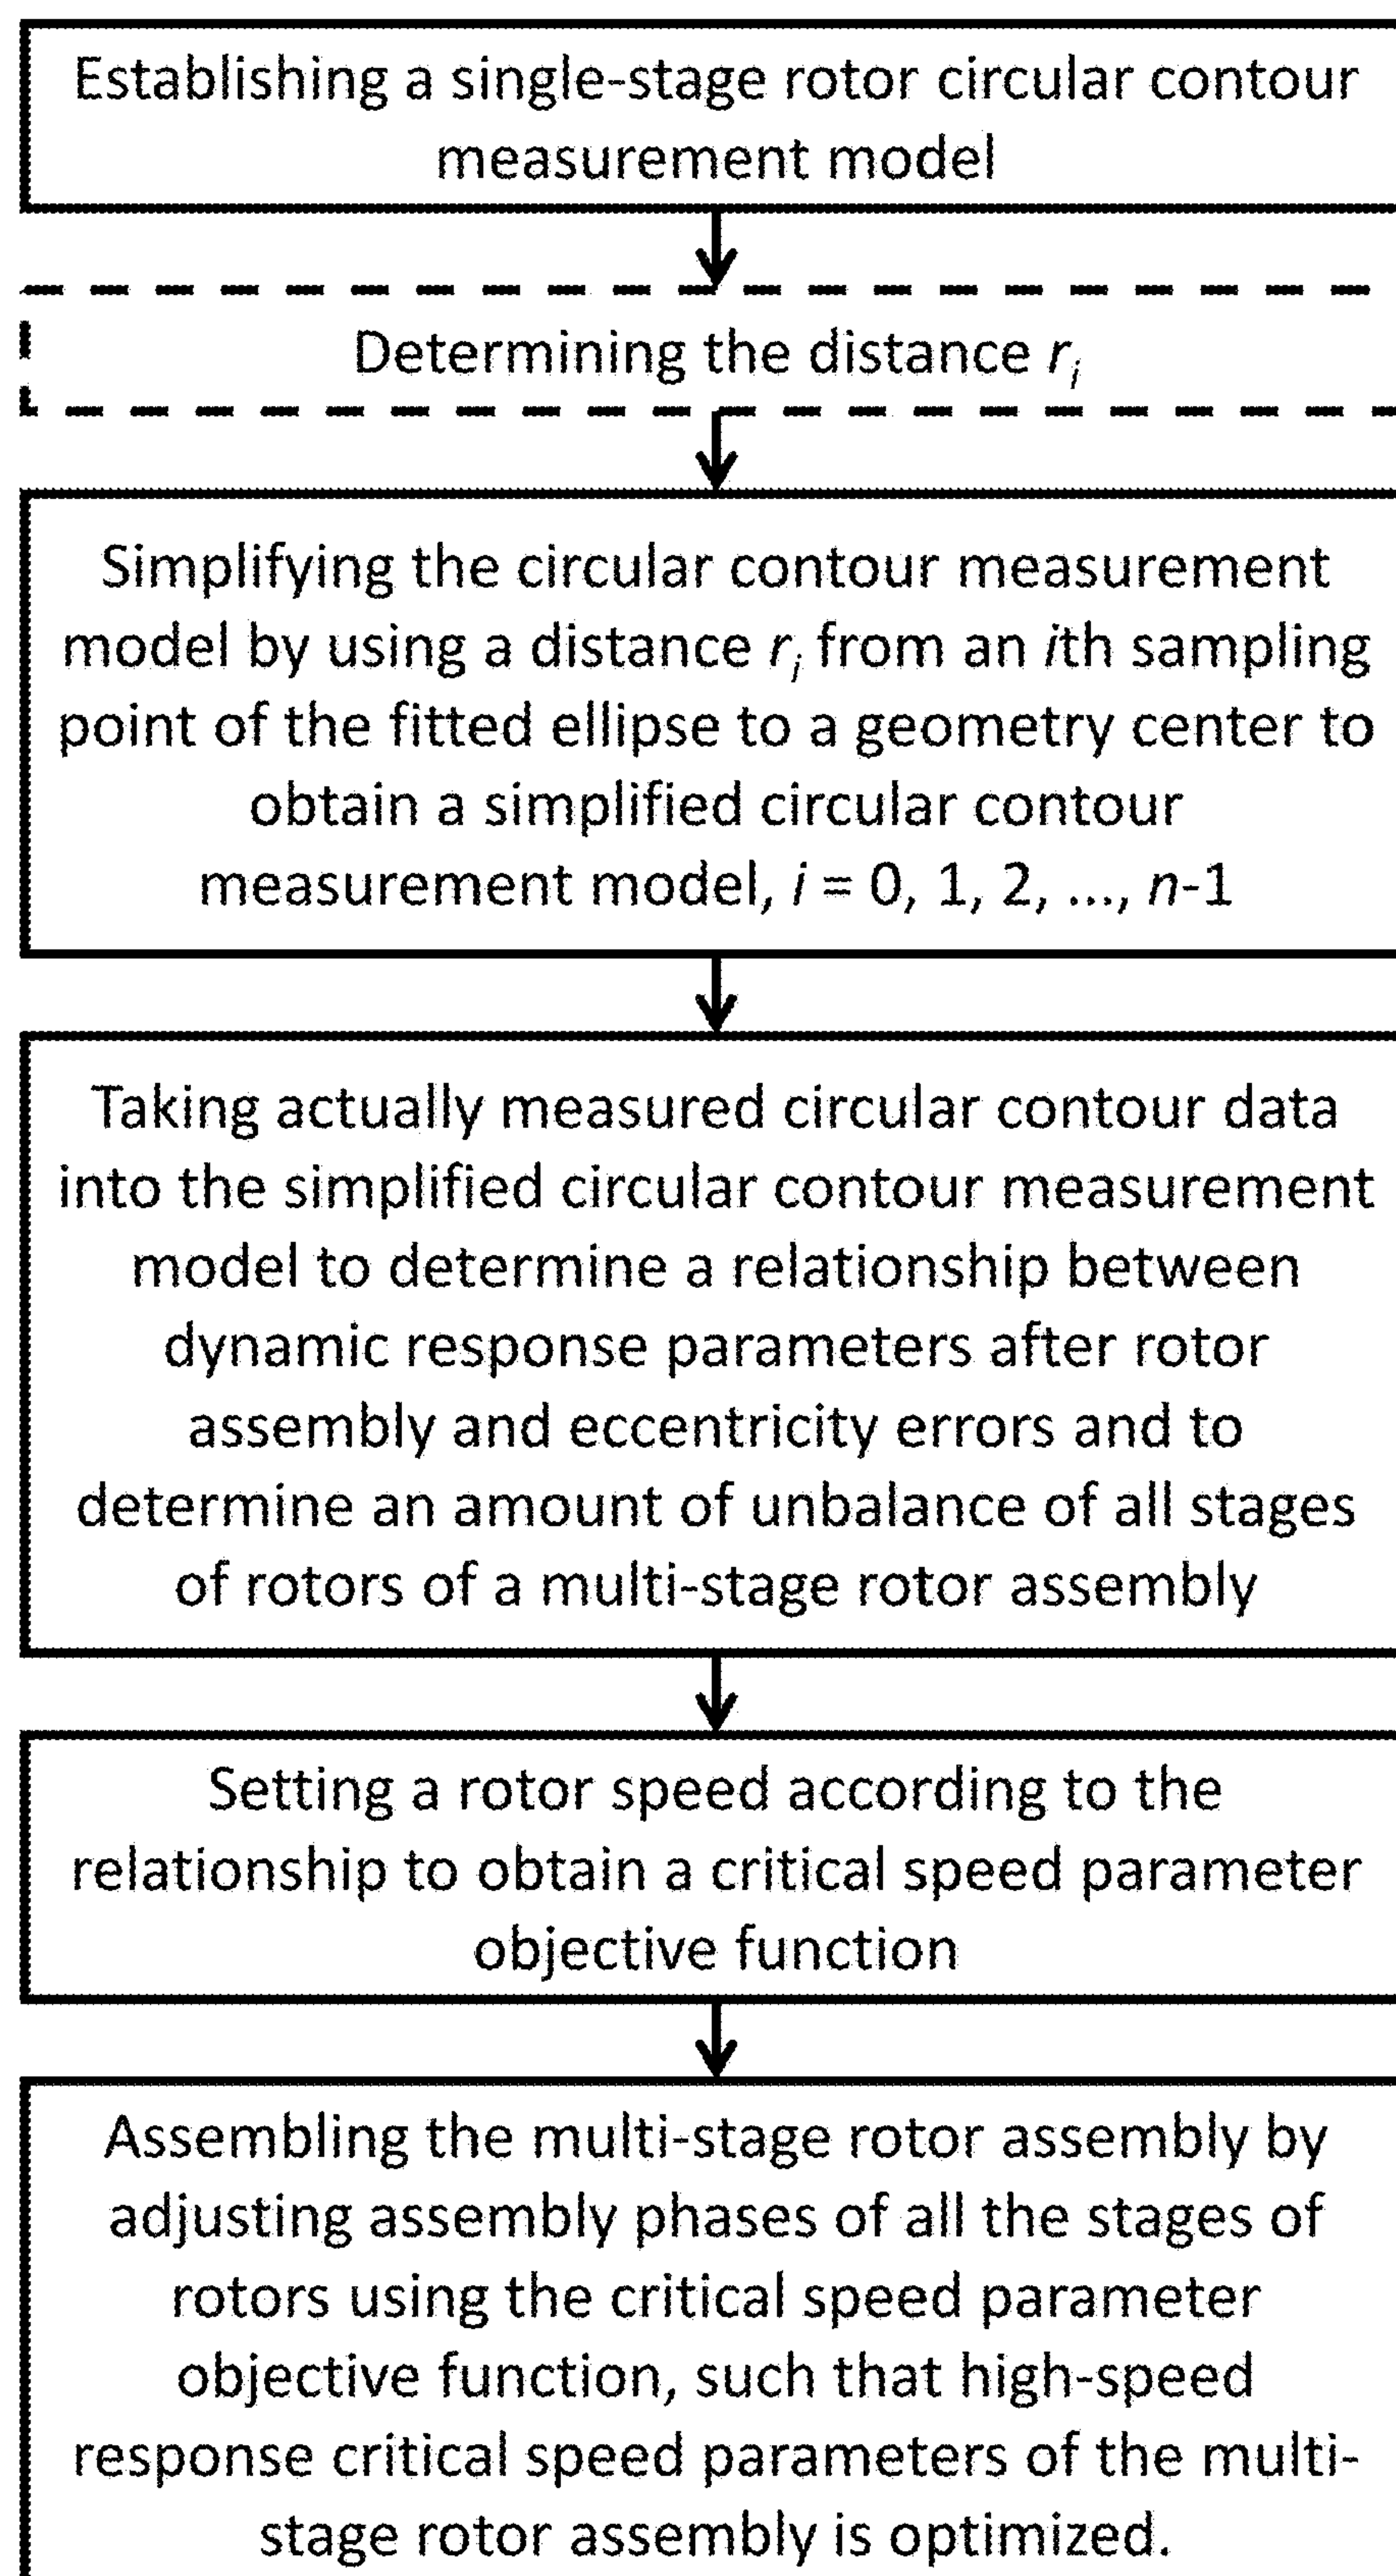 Establishing a single-stage rotor circular contour
measurement model
Determining the distance rᵢ
Simplifying the circular contour measurement
model by using a distance rᵢ from an ith sampling
point of the fitted ellipse to a geometry center to
obtain a simplified circular contour
measurement model, i = 0, 1, 2, ..., n-1
Taking actually measured circular contour data
into the simplified circular contour measurement
model to determine a relationship between
dynamic response parameters after rotor
assembly and eccentricity errors and to
determine an amount of unbalance of all stages
of rotors of a multi-stage rotor assembly
Setting a rotor speed according to the
relationship to obtain a critical speed parameter
objective function
Assembling the multi-stage rotor assembly by
adjusting assembly phases of all the stages of
rotors using the critical speed parameter
objective function, such that high-speed
response critical speed parameters of the multi-
stage rotor assembly is optimized.